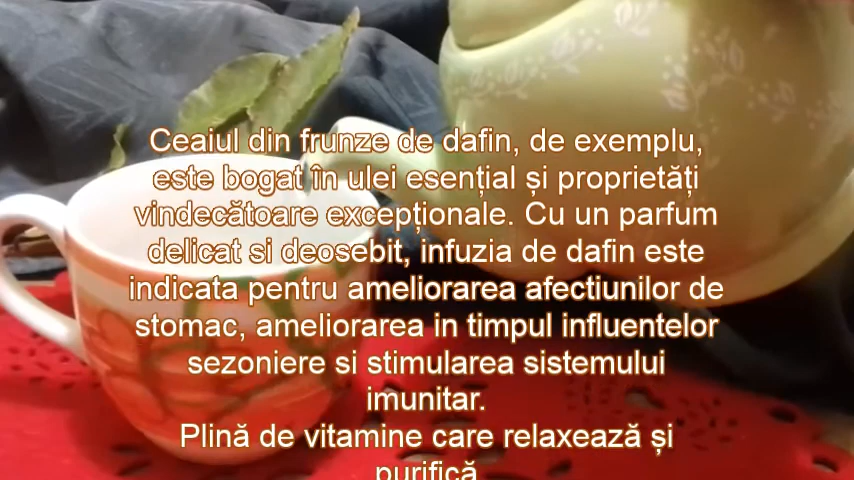 Ceaiul din frunze de dafin, de exemplu,
este bogat în ulei esențial și proprietăți
vindecătoare excepționale. Cu un parfum
delicat si deosebit, infuzia de dafin este
indicata pentru ameliorarea afectiunilor de
stomac, ameliorarea in timpul influentelor
sezoniere si stimularea sistemului
imunitar.
Plină de vitamine care relaxează și
purifică